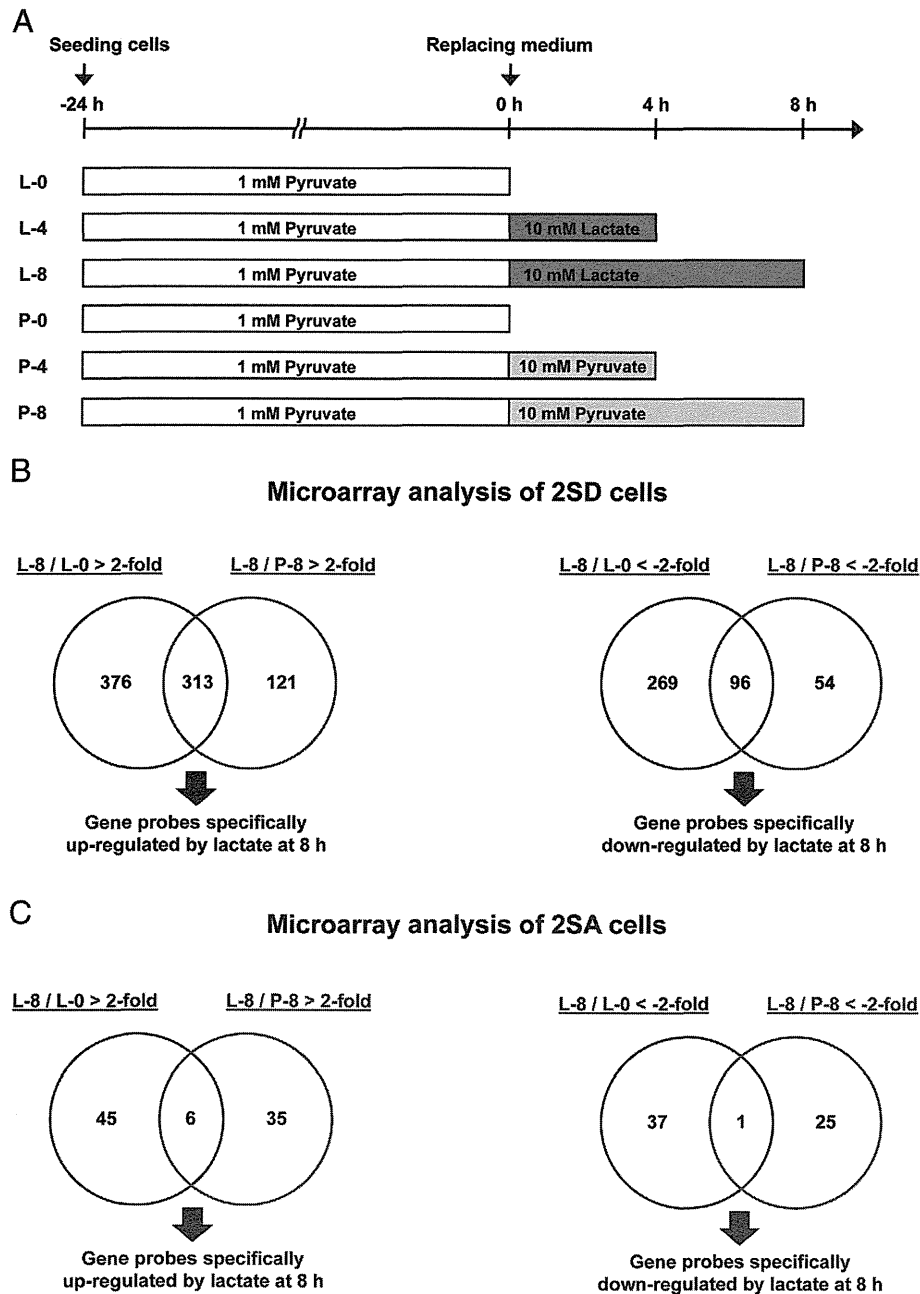 A
Seeding cells
Replacing medium
-24 h
0 h
4 h
8 h
L-0
1 mM Pyruvate
L-4
1 mM Pyruvate
10 mM Lactate
L-8
1 mM Pyruvate
10 mM Lactate
P-0
1 mM Pyruvate
P-4
1 mM Pyruvate
10 mM Pyruvate
P-8
1 mM Pyruvate
10 mM Pyruvate
B
Microarray analysis of 2SD cells
L-8 / L-0 > 2-fold
L-8 / P-8 > 2-fold
376
313
121
Gene probes specifically
up-regulated by lactate at 8 h
L-8 / L-0 < -2-fold
L-8 / P-8 < -2-fold
269
96
54
Gene probes specifically
down-regulated by lactate at 8 h
C
Microarray analysis of 2SA cells
L-8 / L-0 > 2-fold
L-8 / P-8 > 2-fold
45
6
35
Gene probes specifically
up-regulated by lactate at 8 h
L-8 / L-0 < -2-fold
L-8 / P-8 < -2-fold
37
1
25
Gene probes specifically
down-regulated by lactate at 8 h